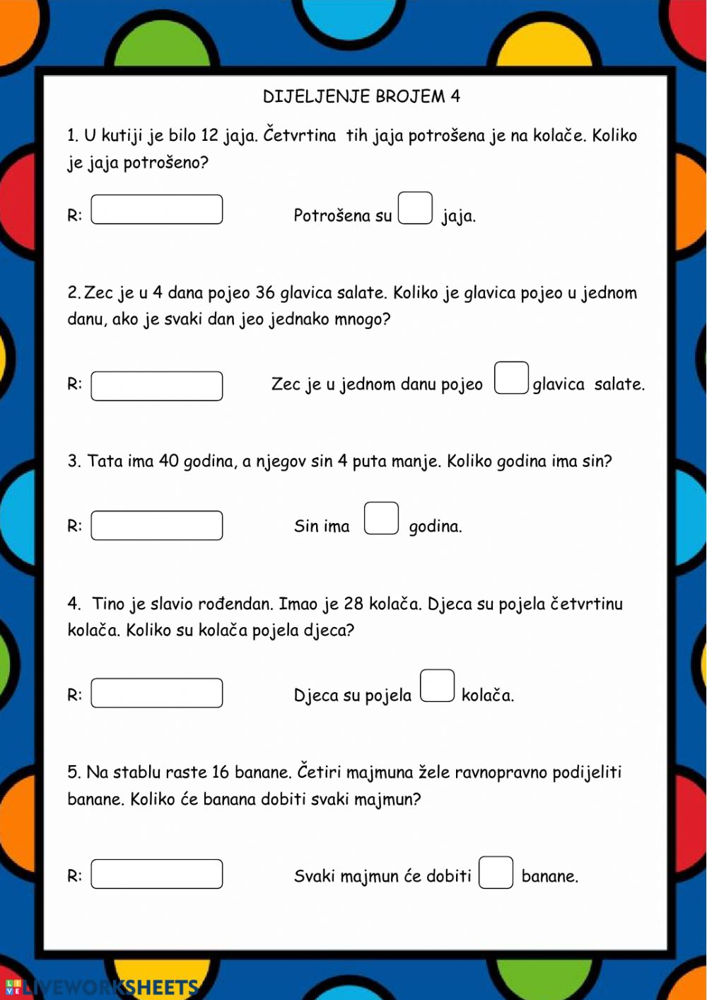 DIJELJENJE BROJEM 4
1. U kutiji je bilo 12 jaja. Četvrtina tih jaja potrošena je na kolače. Koliko
je jaja potrošeno?
R: Potrošena su jaja.
2. Zec je u 4 dana pojeo 36 glavica salate. Koliko je glavica pojeo u jednom
danu, ako je svaki dan jeo jednako mnogo?
R: Zec je u jednom danu pojeo glavica salate.
3. Tata ima 40 godina, a njegov sin 4 puta manje. Koliko godina ima sin?
R: Sin ima godina.
4. Tino je slavio rođendan. Imao je 28 kolača. Djeca su pojela četvrtinu
kolača. Koliko su kolača pojela djeca?
R: Djeca su pojela kolača.
5. Na stablu raste 16 banane. Četiri majmuna žele ravnopravno podijeliti
banane. Koliko će banana dobiti svaki majmun?
R: Svaki majmun će dobiti banane.
LIVE LIVEWORKSHEETS